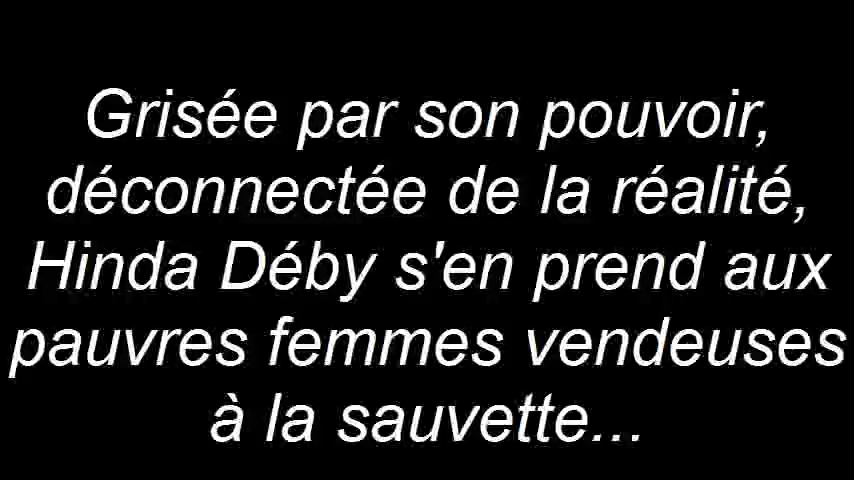 Grisée par son pouvoir,
déconnectée de la réalité,
Hinda Déby s'en prend aux
pauvres femmes vendeuses
à la sauvette...